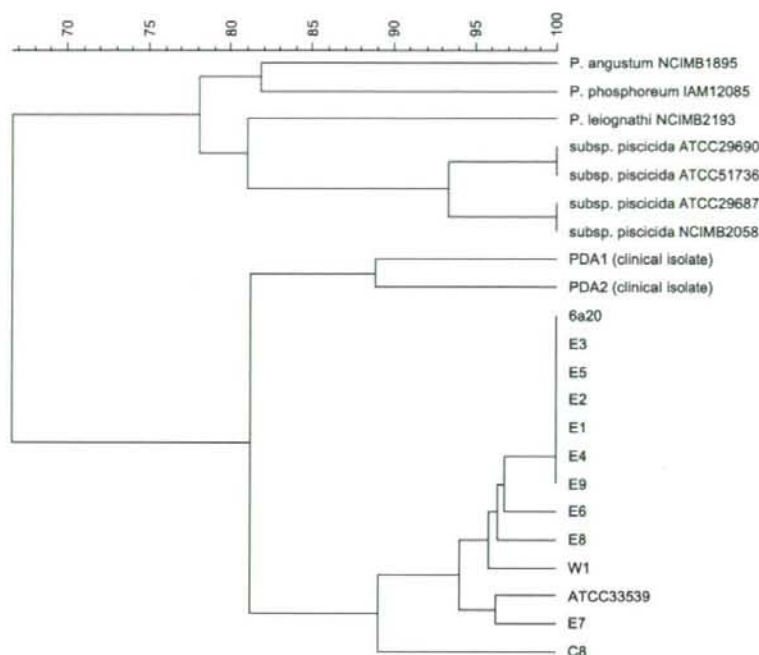 70 75 80 85 90 95 100
P. angustum NCIMB1895
P. phosphoreum IAM12085
P. leiognathi NCIMB2193
subsp. piscicida ATCC29690
subsp. piscicida ATCC51736
subsp. piscicida ATCC29687
subsp. piscicida NCIMB2058
PDA1 (clinical isolate)
PDA2 (clinical isolate)
6a20
E3
E5
E2
E1
E4
E9
E6
E8
W1
ATCC33539
E7
C8